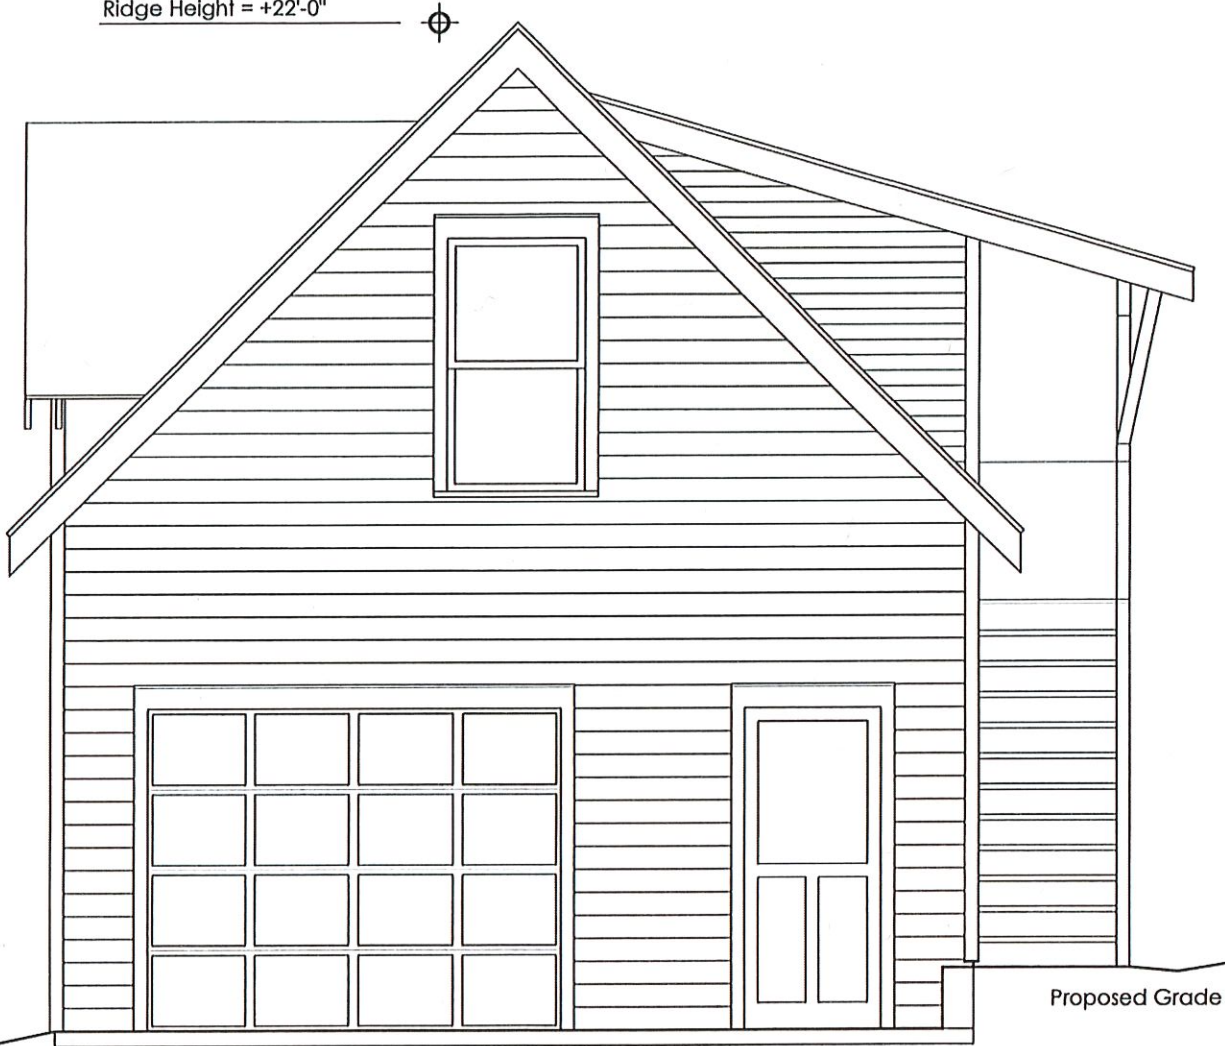 Ridge Height = +22'-0"
Proposed Grade